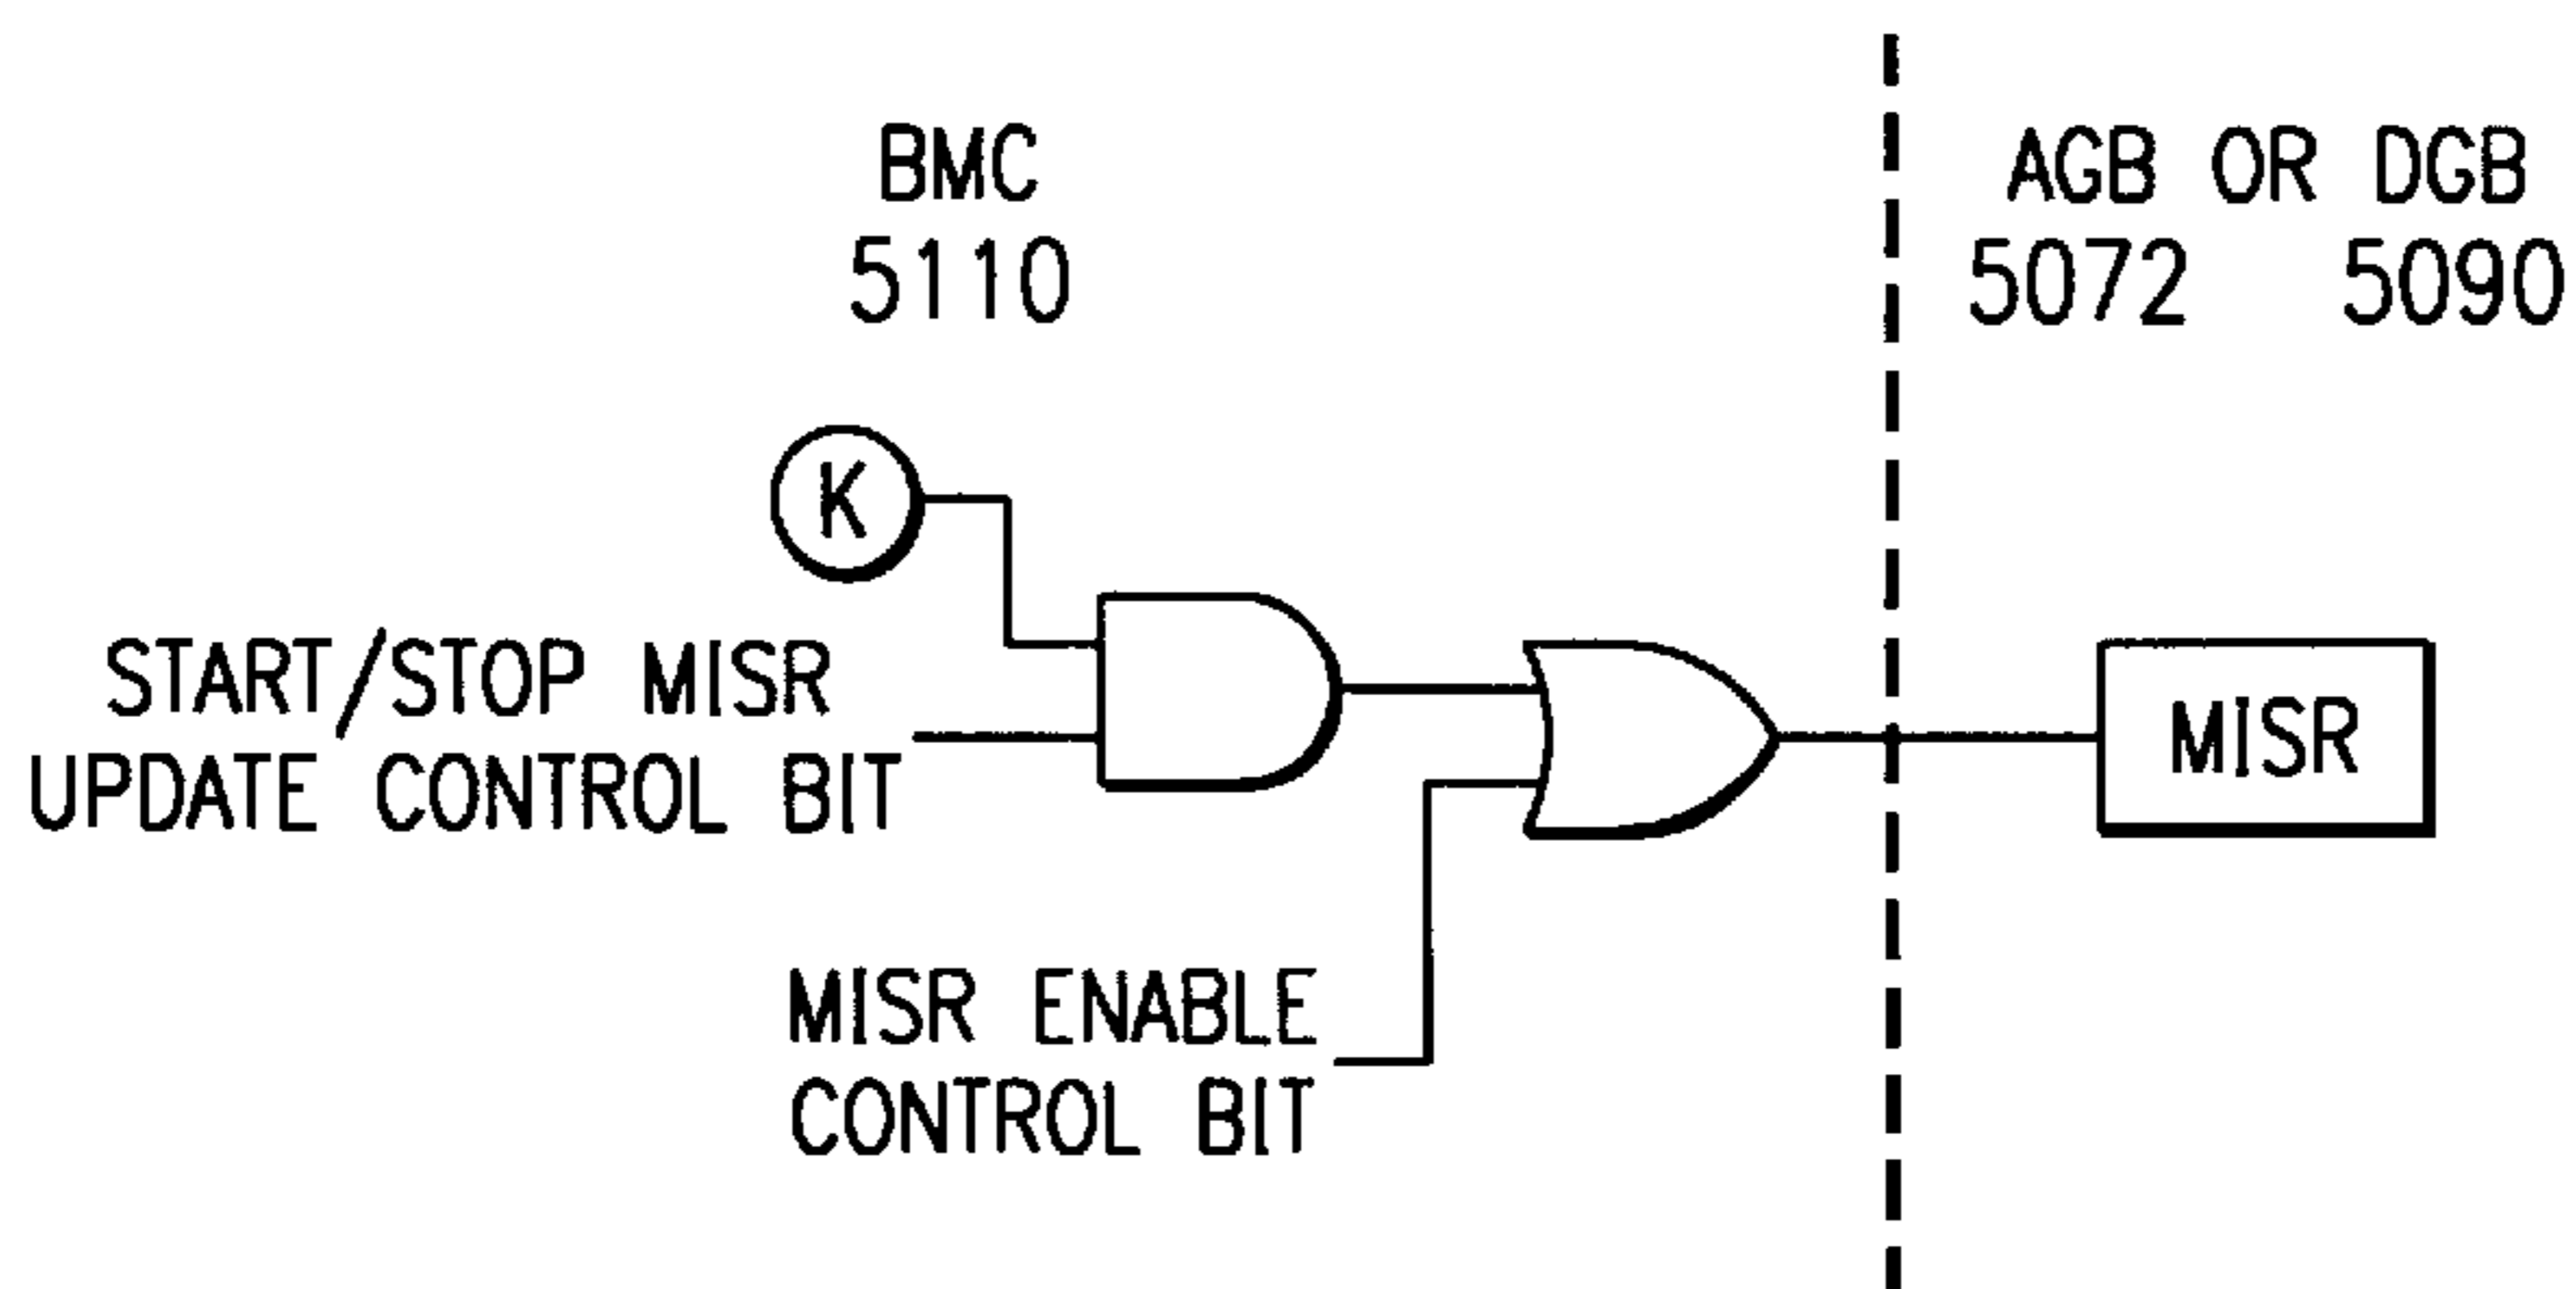 BMC
5110
AGB OR DGB
5072 5090
K
START/STOP MISR
UPDATE CONTROL BIT
MISR
MISR ENABLE
CONTROL BIT